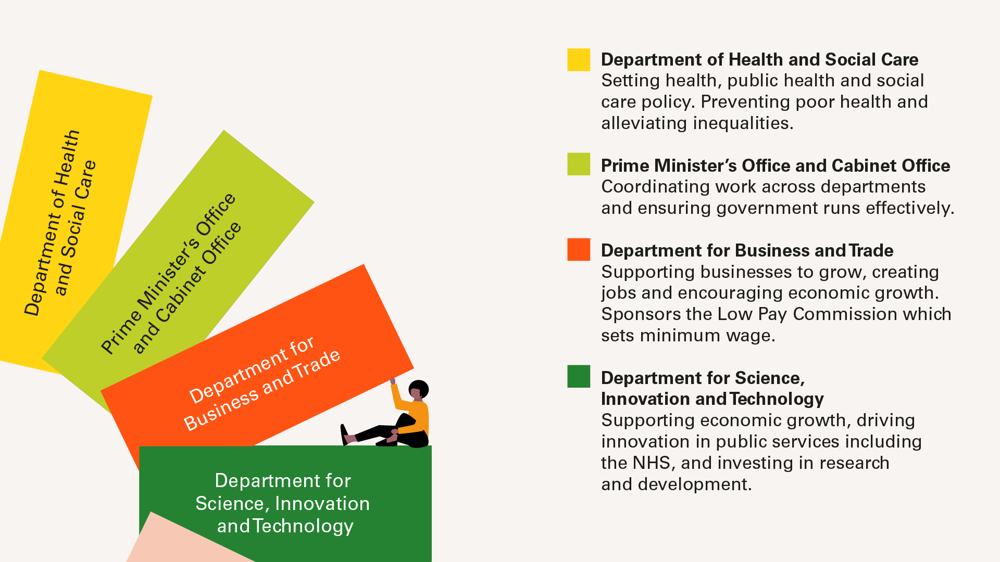 Department of Health
and Social Care
Prime Minister’s Office
and Cabinet Office
Department for
Business and Trade
Department for
Science, Innovation
and Technology
Department of Health and Social Care
Setting health, public health and social
care policy. Preventing poor health and
alleviating inequalities.
Prime Minister’s Office and Cabinet Office
Coordinating work across departments
and ensuring government runs effectively.
Department for Business and Trade
Supporting businesses to grow, creating
jobs and encouraging economic growth.
Sponsors the Low Pay Commission which
sets minimum wage.
Department for Science,
Innovation and Technology
Supporting economic growth, driving
innovation in public services including
the NHS, and investing in research
and development.